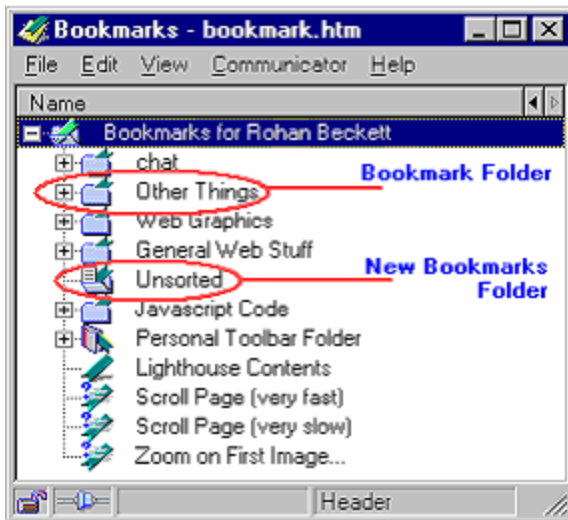 Bookmarks - bookmark.htm
File Edit View Communicator Help
Name
Bookmarks for Rohan Beckett
chat
Bookmark Folder
Other Things
Web Graphics
General Web Stuff
New Bookmarks
Folder
Unsorted
Javascript Code
Personal Toolbar Folder
Lighthouse Contents
Scroll Page (very fast)
Scroll Page (very slow)
Zoom on First Image...
Header